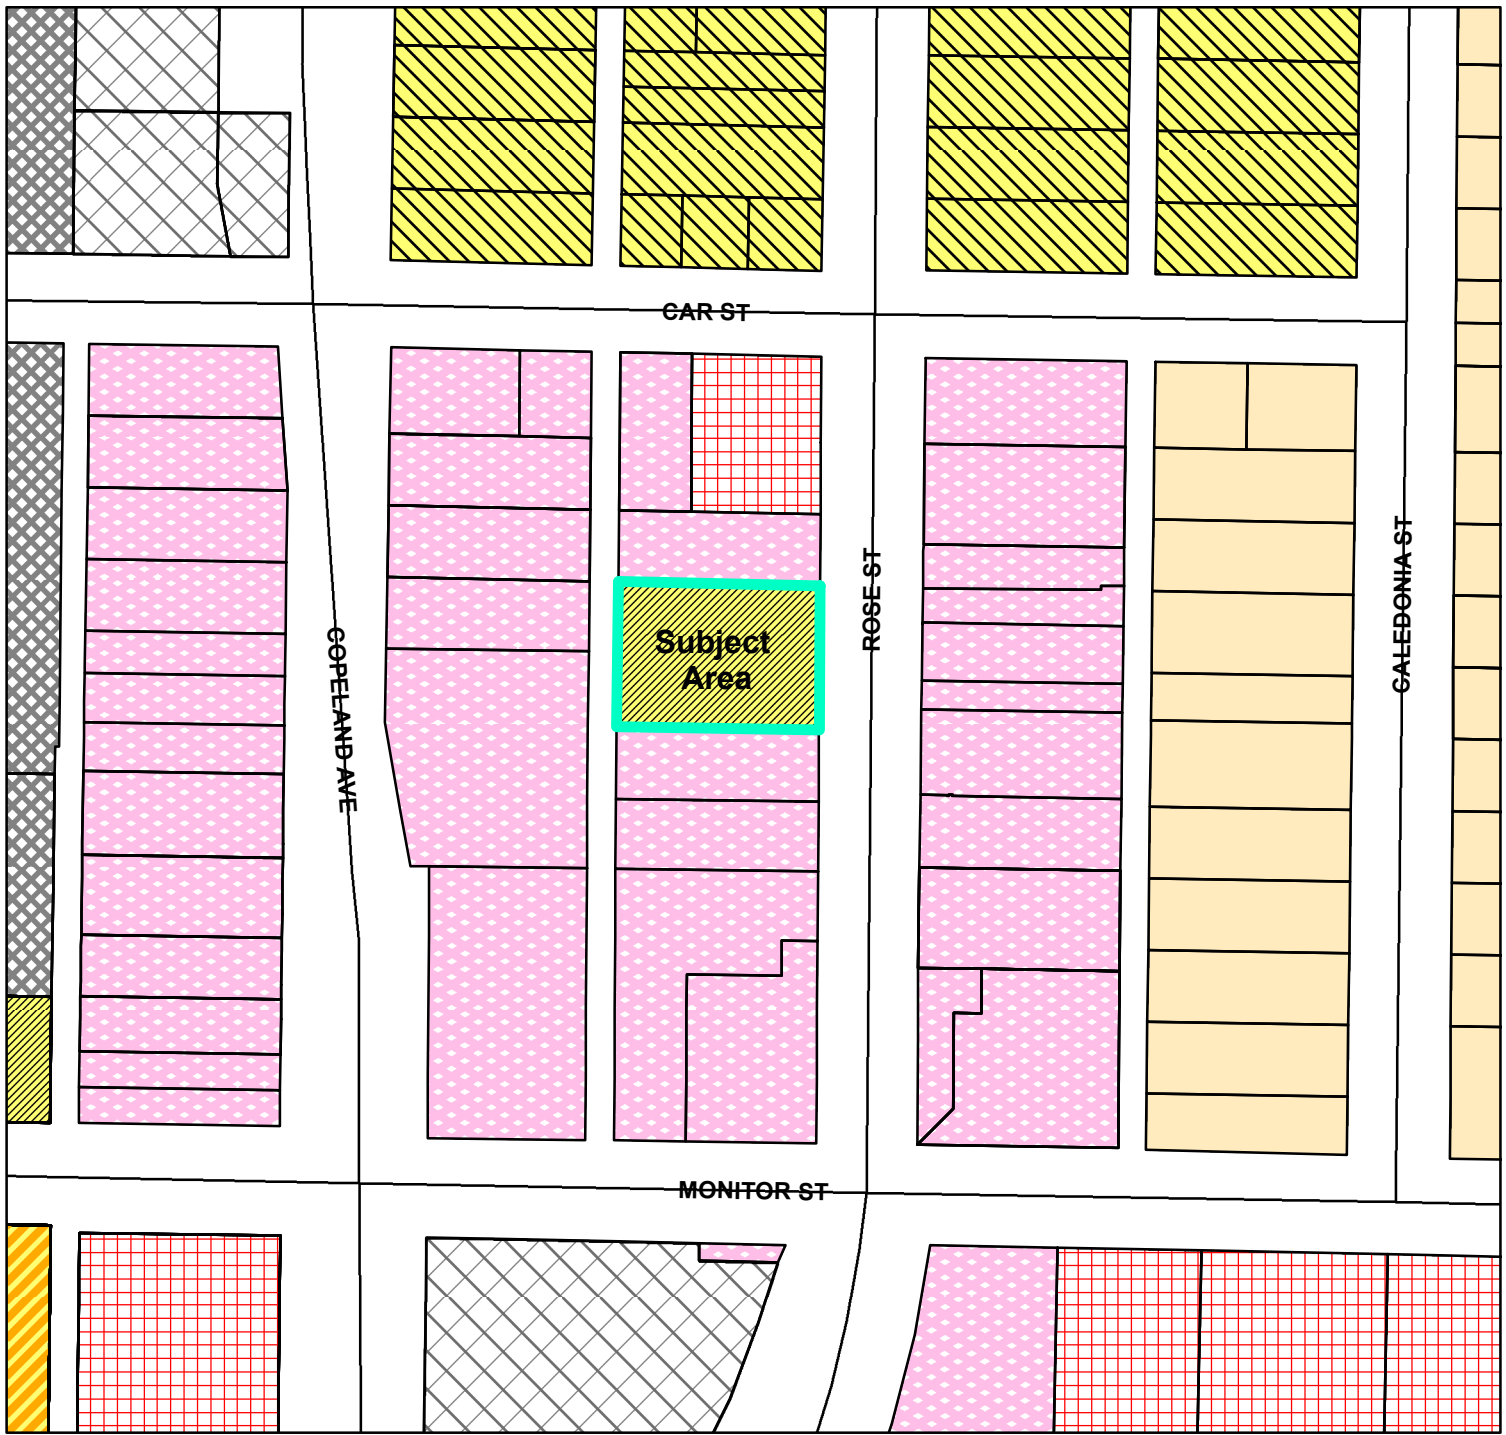 CAR ST
ROSE ST
CALEDONIA ST
COPELAND AVE
Subject
Area
MONITOR ST